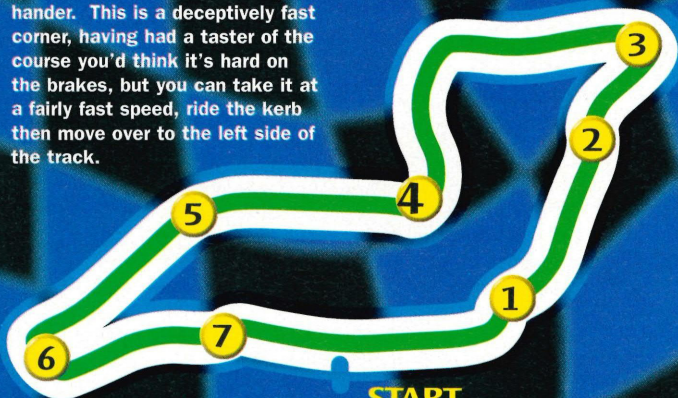 hander. This is a deceptively fast
corner, having had a taster of the
course you'd think it's hard on
the brakes, but you can take it at
a fairly fast speed, ride the kerb
then move over to the left side of
the track.
3
2
4
5
1
7
6
START